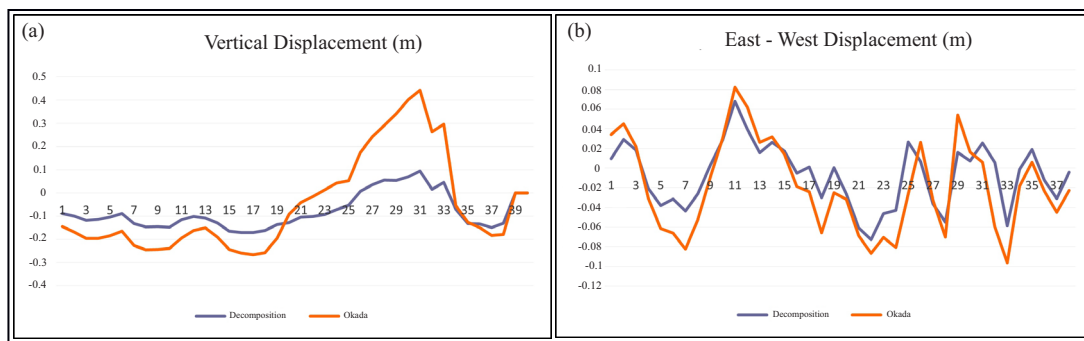 (a)
Vertical Displacement (m)
0.5
0.4
0.3
0.2
0.1
0
-0.1
-0.2
-0.3
-0.4
1 3 5 7 9 11 13 15 17 19 21 23 25 27 29 31 33 35 37 39
Decomposition Okada
(b)
East - West Displacement (m)
0.1
0.08
0.06
0.04
0.02
0
-0.02
-0.04
-0.06
-0.08
-0.1
-0.12
1 3 5 7 9 11 13 15 17 19 21 23 25 27 29 31 33 35 37
Decomposition Okada